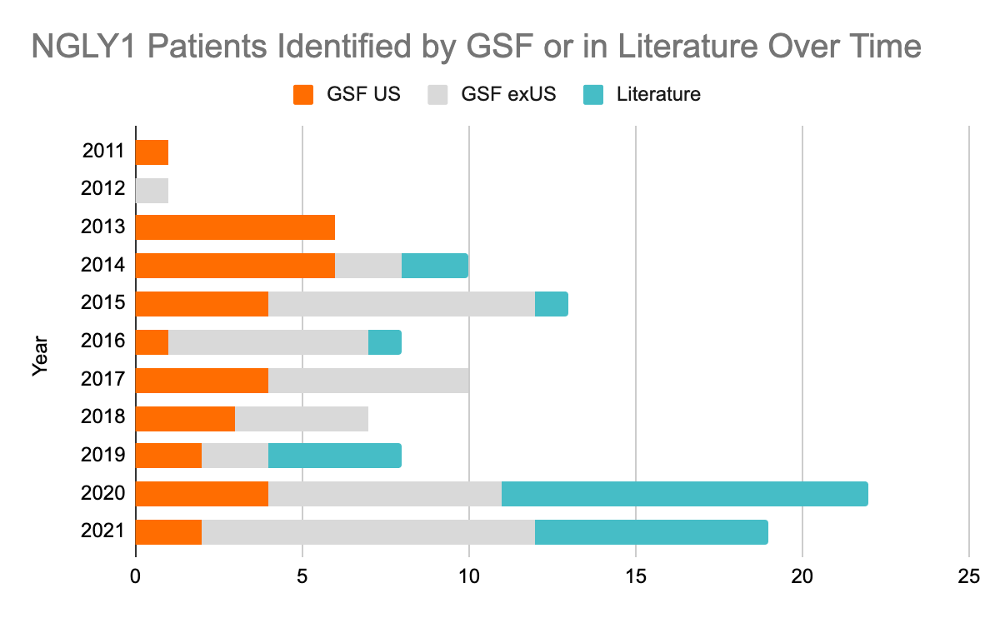 NGLY1 Patients Identified by GSF or in Literature Over Time
GSF US GSF exUS Literature
2011
2012
2013
2014
2015
2016
2017
2018
2019
2020
2021
Year
0 5 10 15 20 25